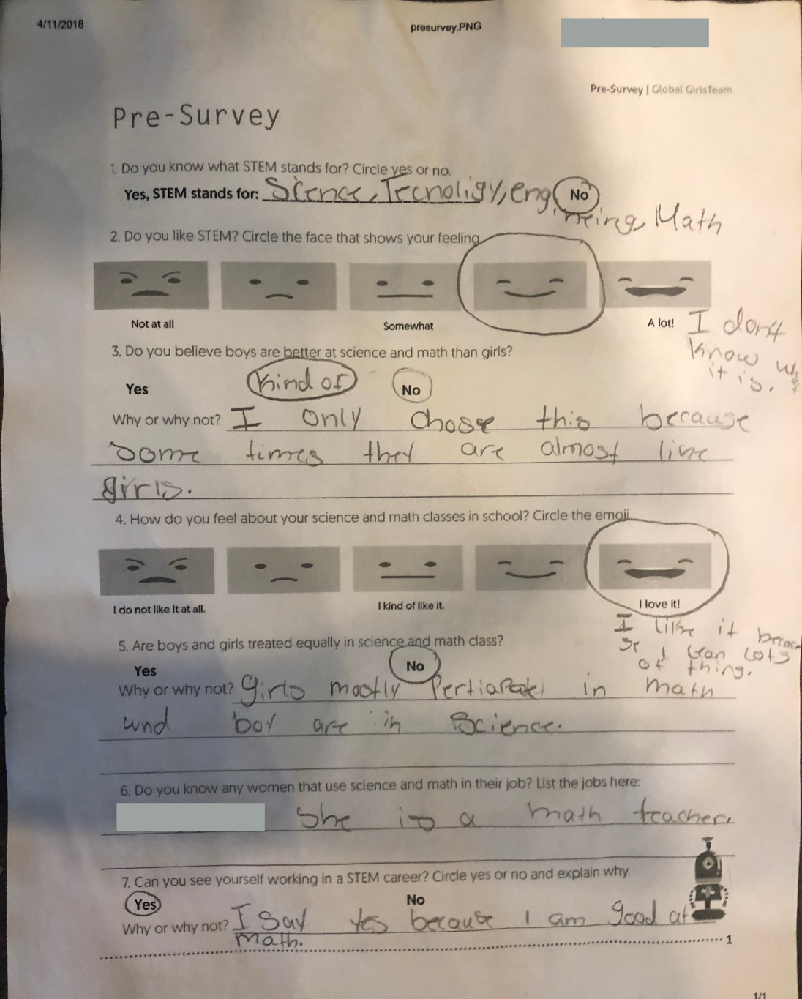 4/11/2018 presurvey.PNG
Pre-Survey | Global GirlsTeam
Pre-Survey
1. Do you know what STEM stands for? Circle yes or no.
Yes, STEM stands for: Scence, Tecnoligy, eng No
ineing, Math
2. Do you like STEM? Circle the face that shows your feeling
Not at all Somewhat A lot!
I don't
know
it is.
3. Do you believe boys are better at science and math than girls?
Yes kind of No
Why or why not? I only chose this because
some times they are almost like
girls.
4. How do you feel about your science and math classes in school? Circle the emoji
I do not like it at all. I kind of like it. I love it!
I like it becau
se I lean lots
of thing.
5. Are boys and girls treated equally in science and math class?
Yes No
Why or why not? girls mostly in math
und boy are in Science.
6. Do you know any women that use science and math in their job? List the jobs here:
She is a math teacher.
7. Can you see yourself working in a STEM career? Circle yes or no and explain why.
Yes No
Why or why not? I say yes because I am good at
math.
1
1/1